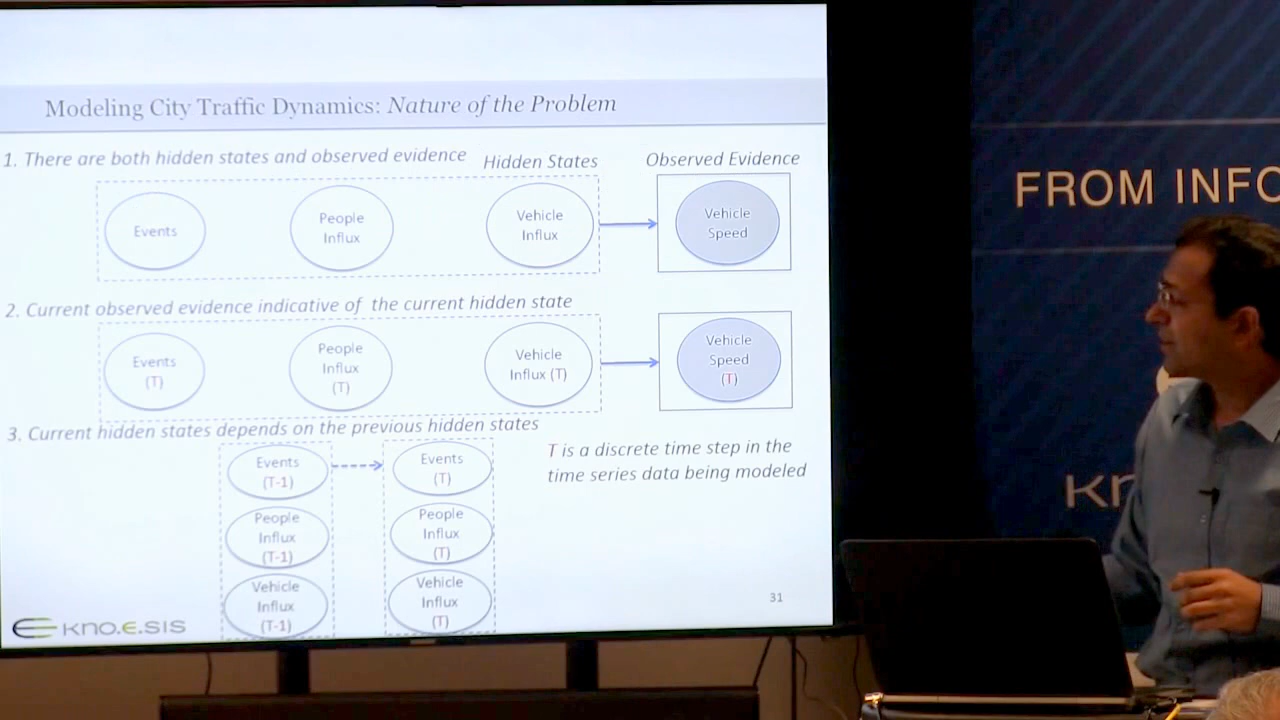 Modeling City Traffic Dynamics: Nature of the Problem
1. There are both hidden states and observed evidence
Hidden States
Observed Evidence
Events
People
Influx
Vehicle
Influx
Vehicle
Speed
2. Current observed evidence indicative of the current hidden state
Events
(T)
People
Influx
(T)
Vehicle
Influx (T)
Vehicle
Speed
(T)
3. Current hidden states depends on the previous hidden states
Events
(T-1)
Events
(T)
People
Influx
(T-1)
People
Influx
(T)
Vehicle
Influx
(T-1)
Vehicle
Influx
(T)
T is a discrete time step in the
time series data being modeled
31
kno.e.sis
FROM INFO
kn